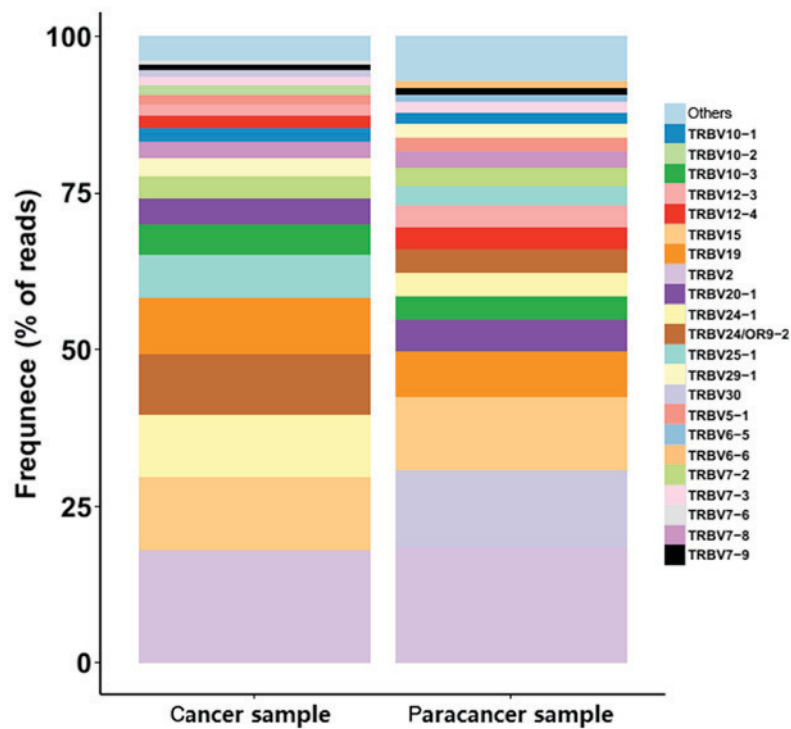 Frequnece (% of reads)
100
75
50
25
0
Cancer sample
Paracancer sample
Others
TRBV10-1
TRBV10-2
TRBV10-3
TRBV12-3
TRBV12-4
TRBV15
TRBV19
TRBV2
TRBV20-1
TRBV24-1
TRBV24/OR9-2
TRBV25-1
TRBV29-1
TRBV30
TRBV5-1
TRBV6-5
TRBV6-6
TRBV7-2
TRBV7-3
TRBV7-6
TRBV7-8
TRBV7-9